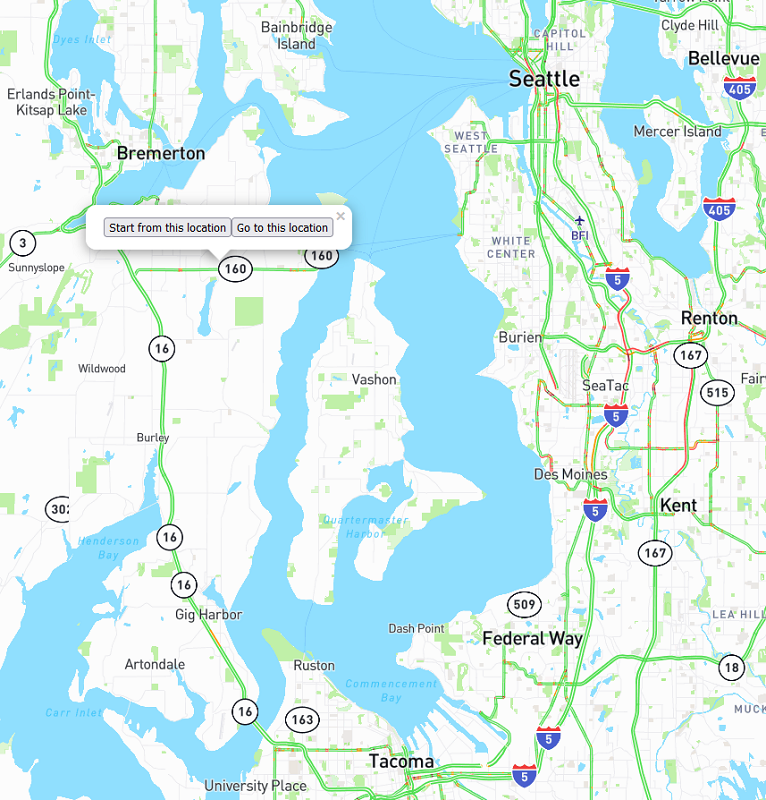 Yarrow Point
Bainbridge
Island
Dyes Inlet
CAPITOL
HILL
Clyde Hill
Bellevue
Seattle
405
Erlands Point-
Kitsap Lake
Mercer Island
WEST
SEATTLE
Bremerton
405
×
Start from this location
Go to this location
BFI
3
WHITE
CENTER
160
160
Sunnyslope
5
Renton
16
Burien
167
Wildwood
Vashon
SeaTac
515
5
Burley
Des Moines
302
Kent
5
Quartermaster
Harbor
16
Henderson
Bay
167
16
509
Gig Harbor
LEA HILL
Dash Point
Federal Way
Artondale
Ruston
18
Commencement
Bay
Carr Inlet
16
163
MUCK
5
Tacoma
5
University Place